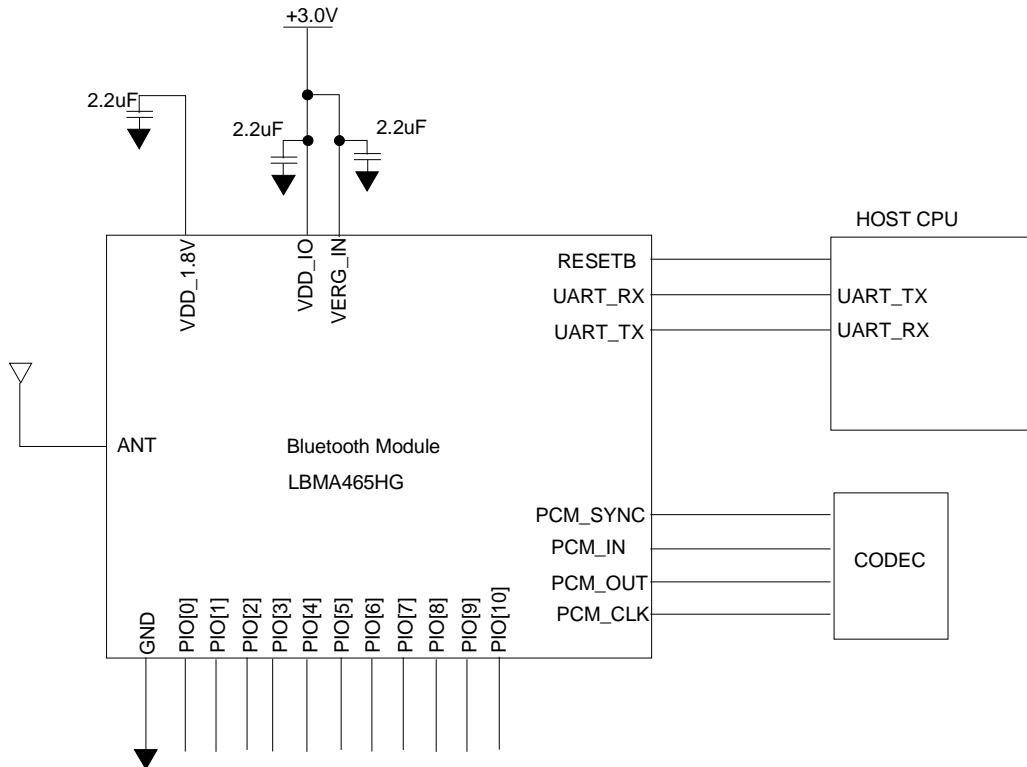 +3.0V
2.2uF
2.2uF
2.2uF
VDD_1.8V
VDD_IO
VERG_IN
HOST CPU
RESETB
UART_RX
UART_TX
UART_TX
UART_RX
ANT
Bluetooth Module
LBMA465HG
PCM_SYNC
PCM_IN
PCM_OUT
PCM_CLK
CODEC
GND
PIO[0]
PIO[1]
PIO[2]
PIO[3]
PIO[4]
PIO[5]
PIO[6]
PIO[7]
PIO[8]
PIO[9]
PIO[10]